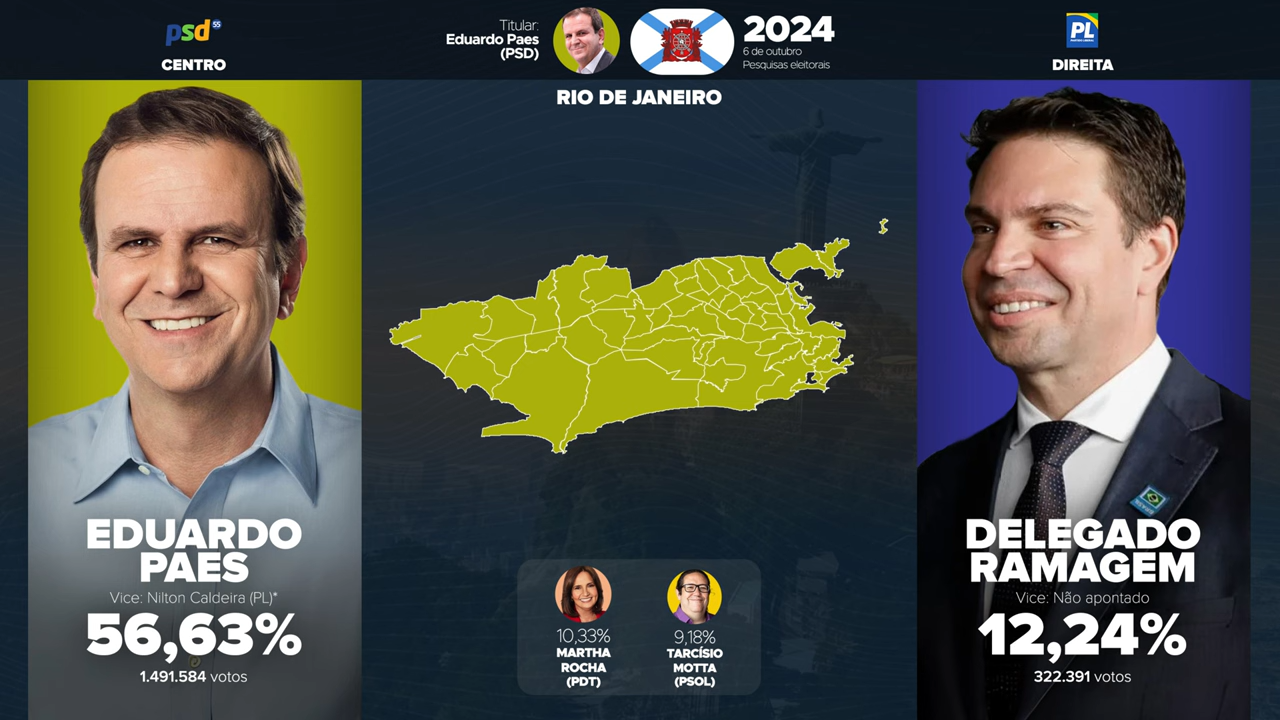 psd 55
CENTRO
Titular:
Eduardo Paes
(PSD)
2024
6 de outubro
Pesquisas eleitorais
PL
DIREITA
RIO DE JANEIRO
EDUARDO
PAES
Vice: Nilton Caldeira (PL)*
56,63%
1.491.584 votos
10,33%
MARTHA
ROCHA
(PDT)
9,18%
TARCÍSIO
MOTTA
(PSOL)
DELEGADO
RAMAGEM
Vice: Não apontado
12,24%
322.391 votos